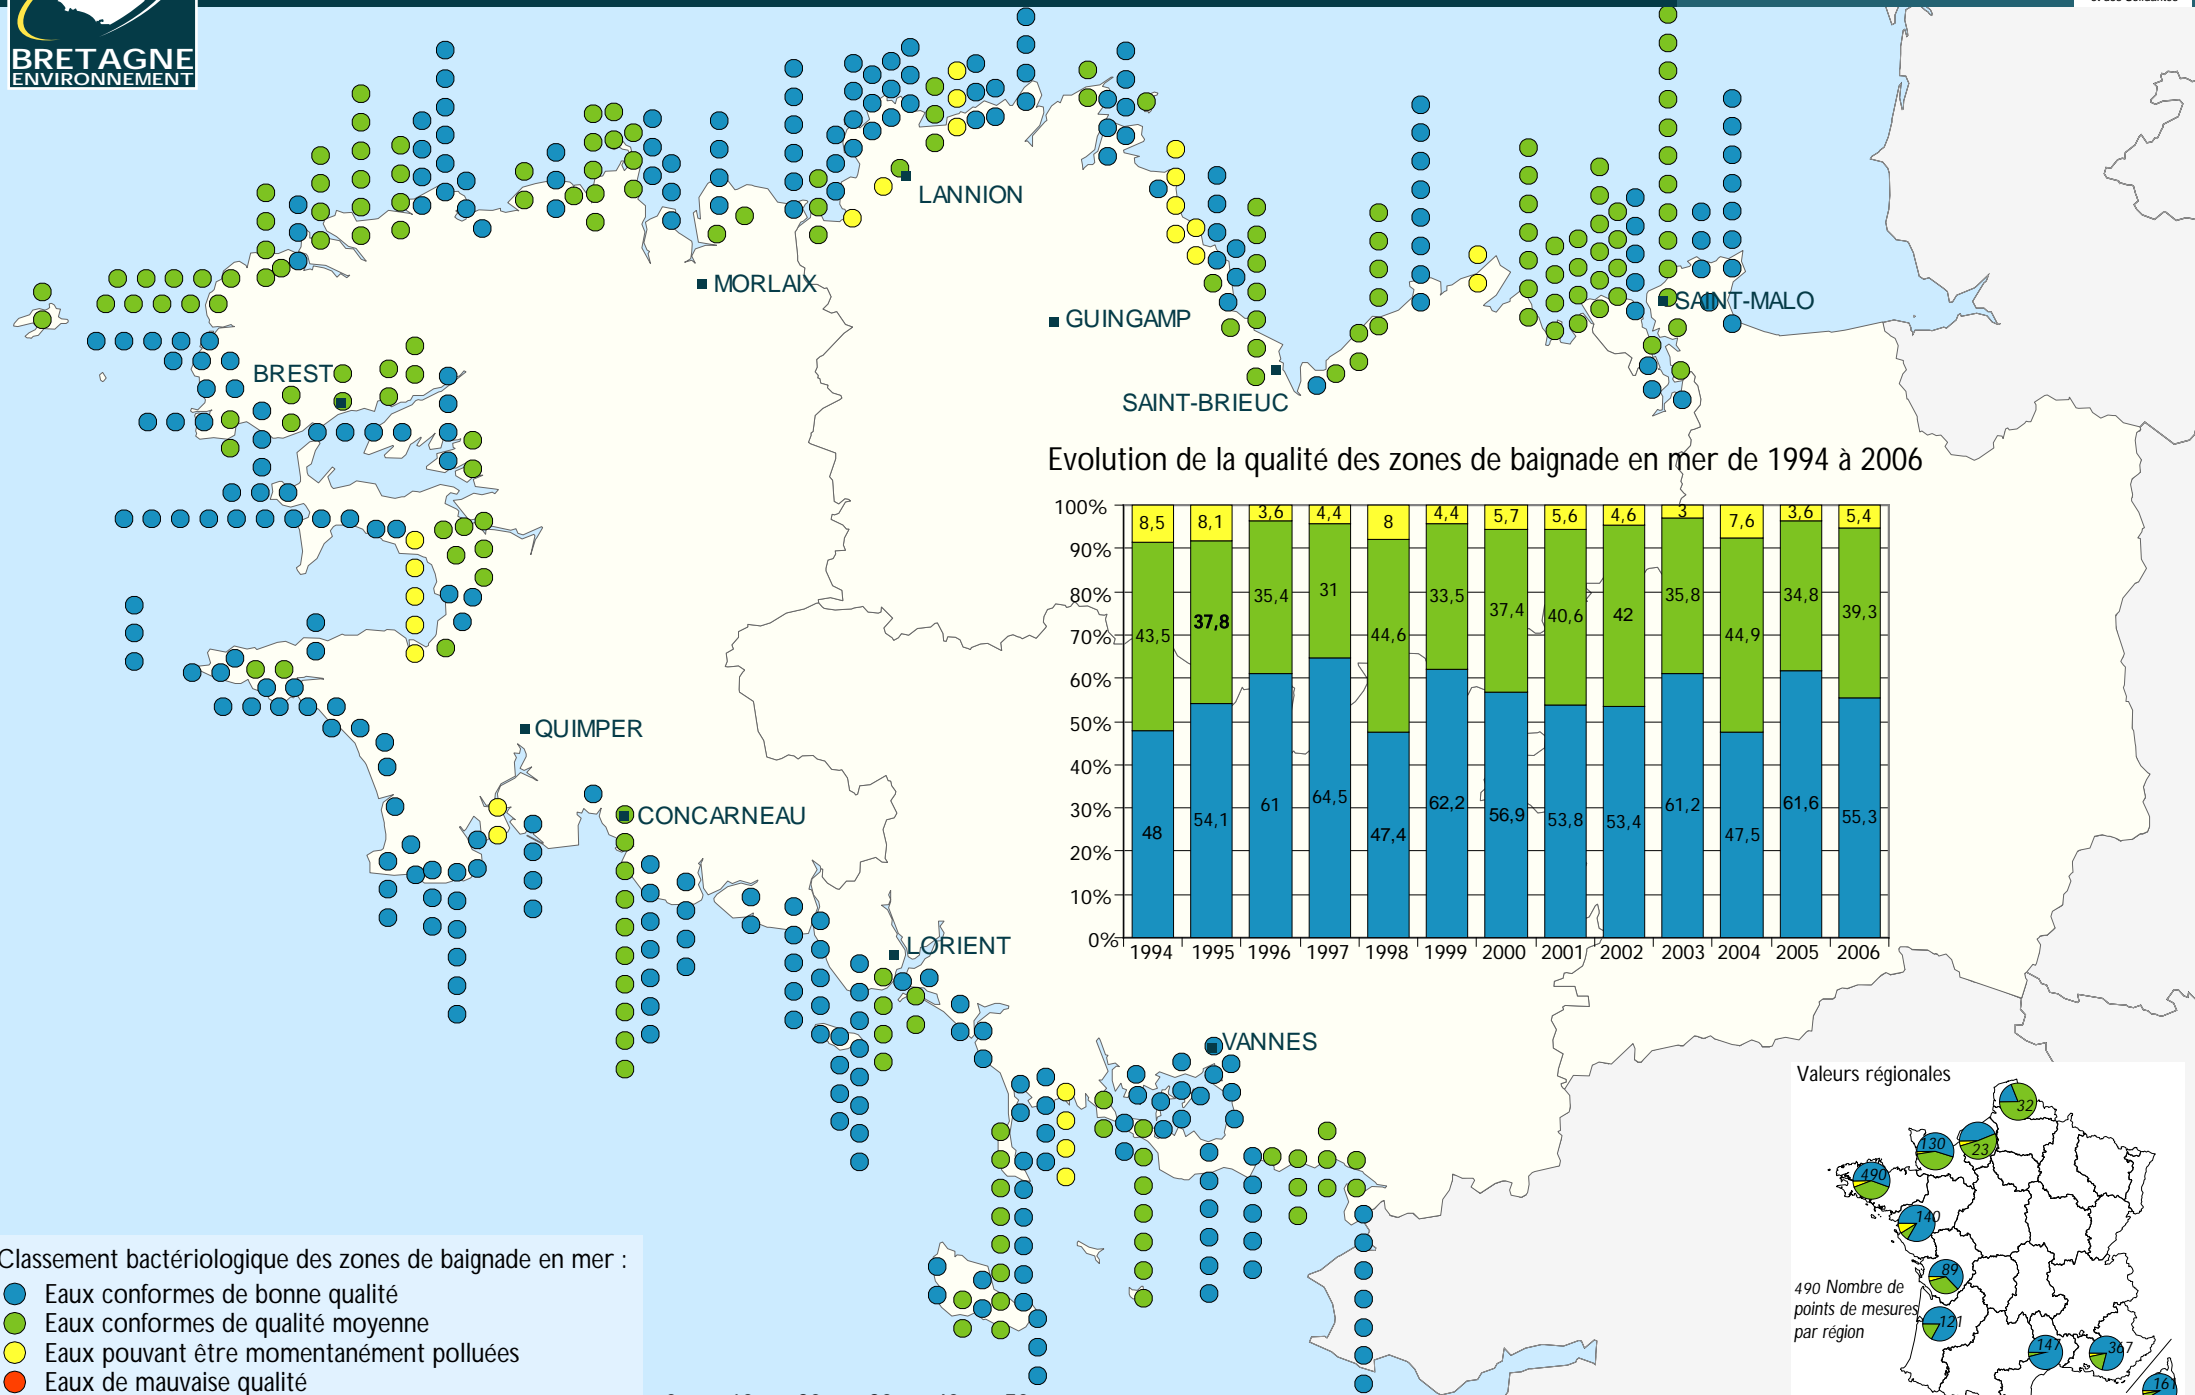 BRETAGNE
ENVIRONNEMENT
LANNION
MORLAIX
GUINGAMP
SAINT-MALO
BREST
SAINT-BRIEUC
QUIMPER
CONCARNEAU
LORIENT
VANNES
Evolution de la qualité des zones de baignade en mer de 1994 à 2006
100%
90%
80%
70%
60%
50%
40%
30%
20%
10%
0%
8,5 8,1 3,6 4,4 8 4,4 5,7 5,6 4,6 3 7,6 3,6 5,4
43,5 37,8 35,4 31 44,6 33,5 37,4 40,6 42 35,8 44,9 34,8 39,3
48 54,1 61 64,5 47,4 62,2 56,9 53,8 53,4 61,2 47,5 61,6 55,3
1994 1995 1996 1997 1998 1999 2000 2001 2002 2003 2004 2005 2006
Valeurs régionales
32
130
23
490
140
89
121
147
367
161
490 Nombre de
points de mesures
par région
Classement bactériologique des zones de baignade en mer :
Eaux conformes de bonne qualité
Eaux conformes de qualité moyenne
Eaux pouvant être momentanément polluées
Eaux de mauvaise qualité